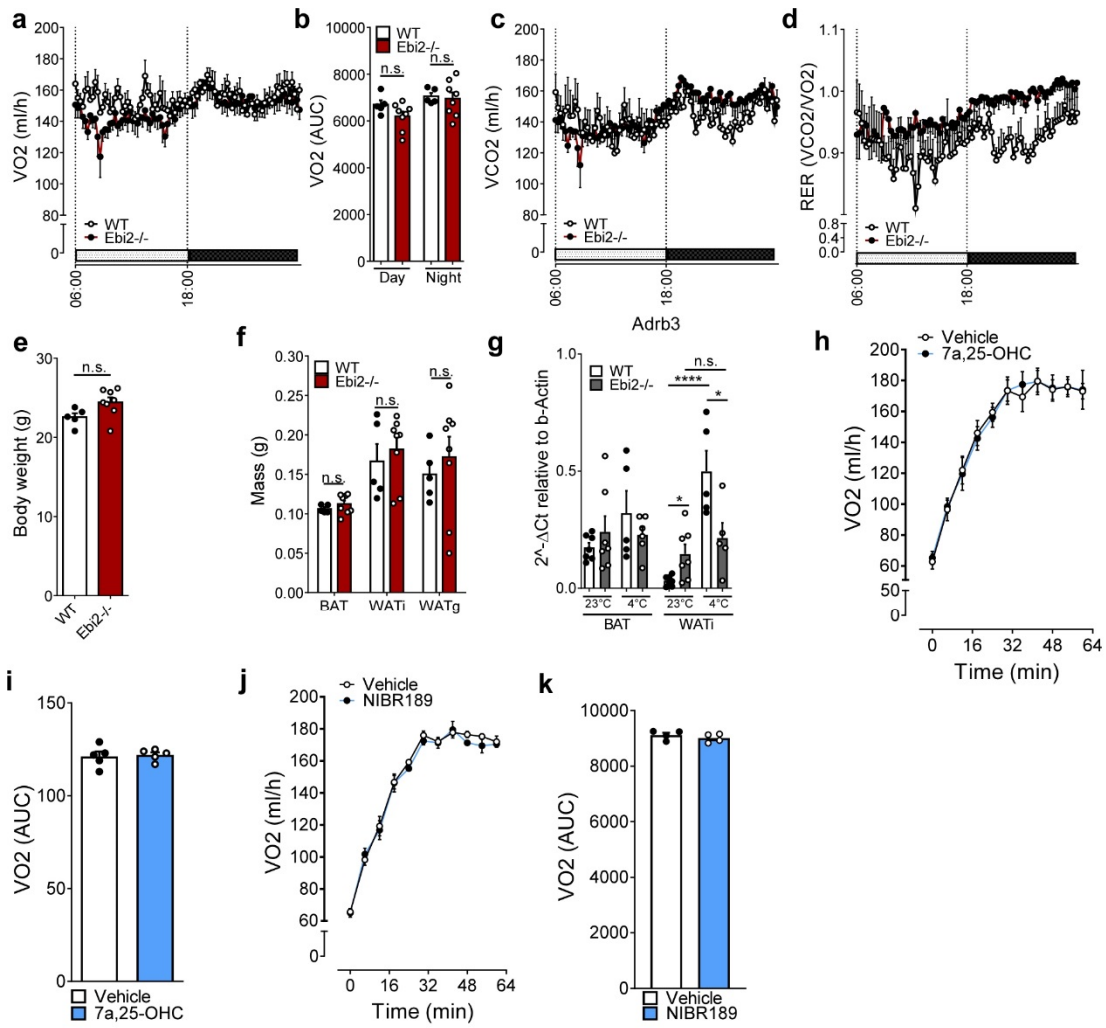 a
200
180
160
140
120
100
80
0
VO2 (ml/h)
WT
Ebi2-/-
06:00
18:00
b
10000
8000
6000
4000
2000
0
VO2 (AUC)
WT
Ebi2-/-
n.s.
n.s.
Day
Night
c
200
180
160
140
120
100
80
0
VCO2 (ml/h)
WT
Ebi2-/-
06:00
18:00
d
1.1
1.0
0.9
0.8
0.4
0.0
RER (VCO2/VO2)
WT
Ebi2-/-
06:00
18:00
e
30
20
10
0
Body weight (g)
n.s.
WT
Ebi2-/-
f
0.30
0.25
0.20
0.15
0.10
0.05
0.00
Mass (g)
WT
Ebi2-/-
n.s.
n.s.
n.s.
BAT
WATi
WATg
Adrb3
g
1.0
0.5
0.0
2^-ΔCt relative to b-Actin
WT
Ebi2-/-
n.s.
****
*
*
23°C
4°C
23°C
4°C
BAT
WATi
h
Vehicle
7a,25-OHC
200
180
160
140
120
100
80
60
50
0
VO2 (ml/h)
0 16 32 48 64
Time (min)
i
150
100
50
0
VO2 (AUC)
Vehicle
7a,25-OHC
j
Vehicle
NIBR189
200
180
160
140
120
100
80
60
0
VO2 (ml/h)
0 16 32 48 64
Time (min)
k
10000
8000
6000
4000
2000
0
VO2 (AUC)
Vehicle
NIBR189